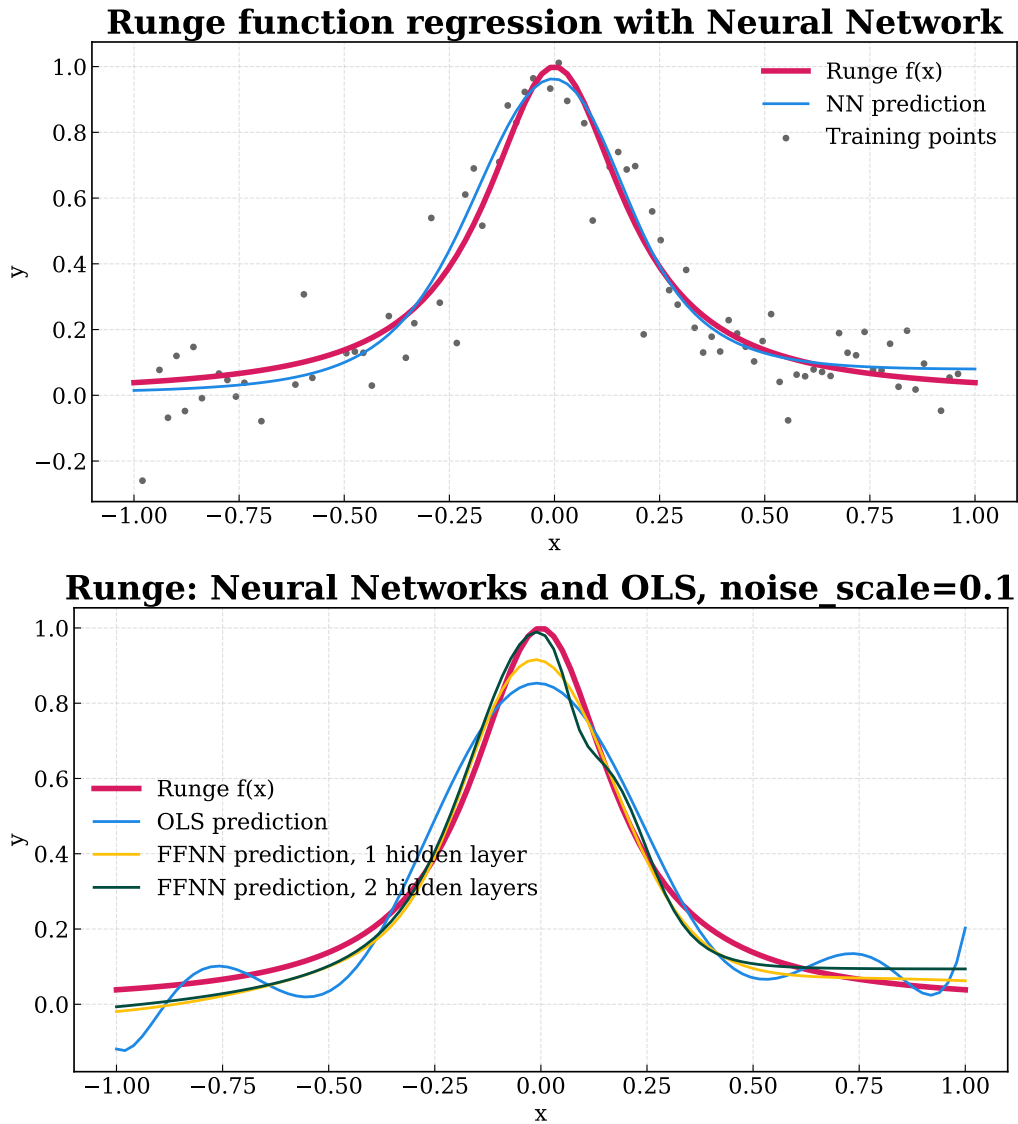 Runge function regression with Neural Network
Runge f(x)
NN prediction
Training points
y
1.0
0.8
0.6
0.4
0.2
0.0
−0.2
−1.00 −0.75 −0.50 −0.25 0.00 0.25 0.50 0.75 1.00
x
Runge: Neural Networks and OLS, noise_scale=0.1
y
1.0
0.8
0.6
0.4
0.2
0.0
Runge f(x)
OLS prediction
FFNN prediction, 1 hidden layer
FFNN prediction, 2 hidden layers
−1.00 −0.75 −0.50 −0.25 0.00 0.25 0.50 0.75 1.00
x